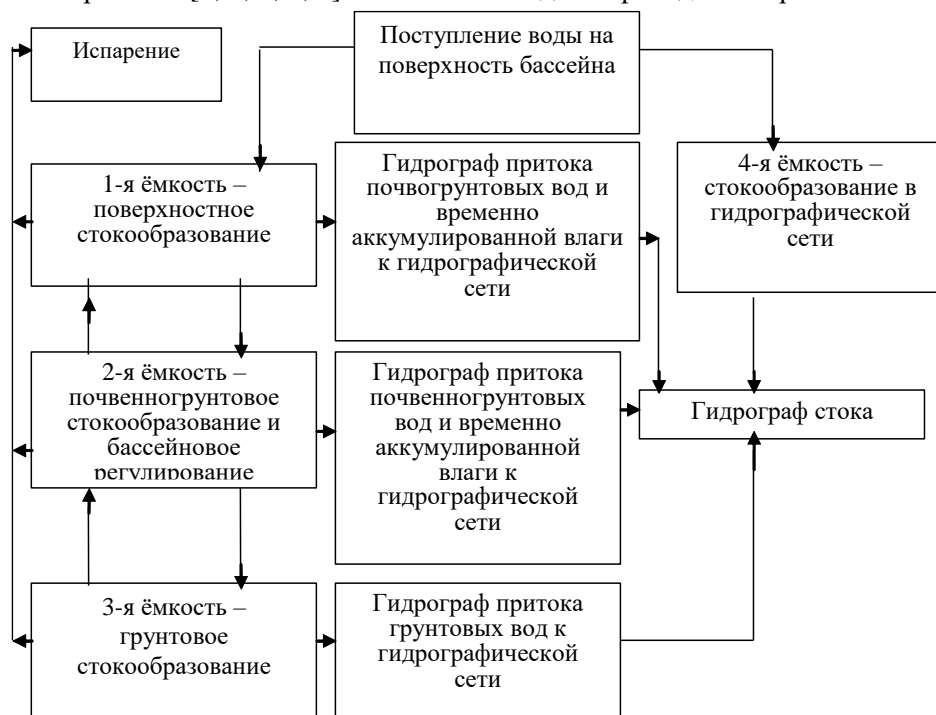 Испарение
Поступление воды на
поверхность бассейна
1-я ёмкость –
поверхностное
стокообразование
Гидрограф притока
почвогрунтовых вод и
временно
аккумулированной влаги
к гидрографической
сети
4-я ёмкость –
стокообразование в
гидрографической
сети
2-я ёмкость –
почвенногрунтовое
стокообразование и
бассейновое
регулирование
Гидрограф притока
почвенногрунтовых
вод и временно
аккумулированной
влаги к
гидрографической
сети
Гидрограф стока
3-я ёмкость –
грунтовое
стокообразование
Гидрограф притока
грунтовых вод к
гидрографической
сети